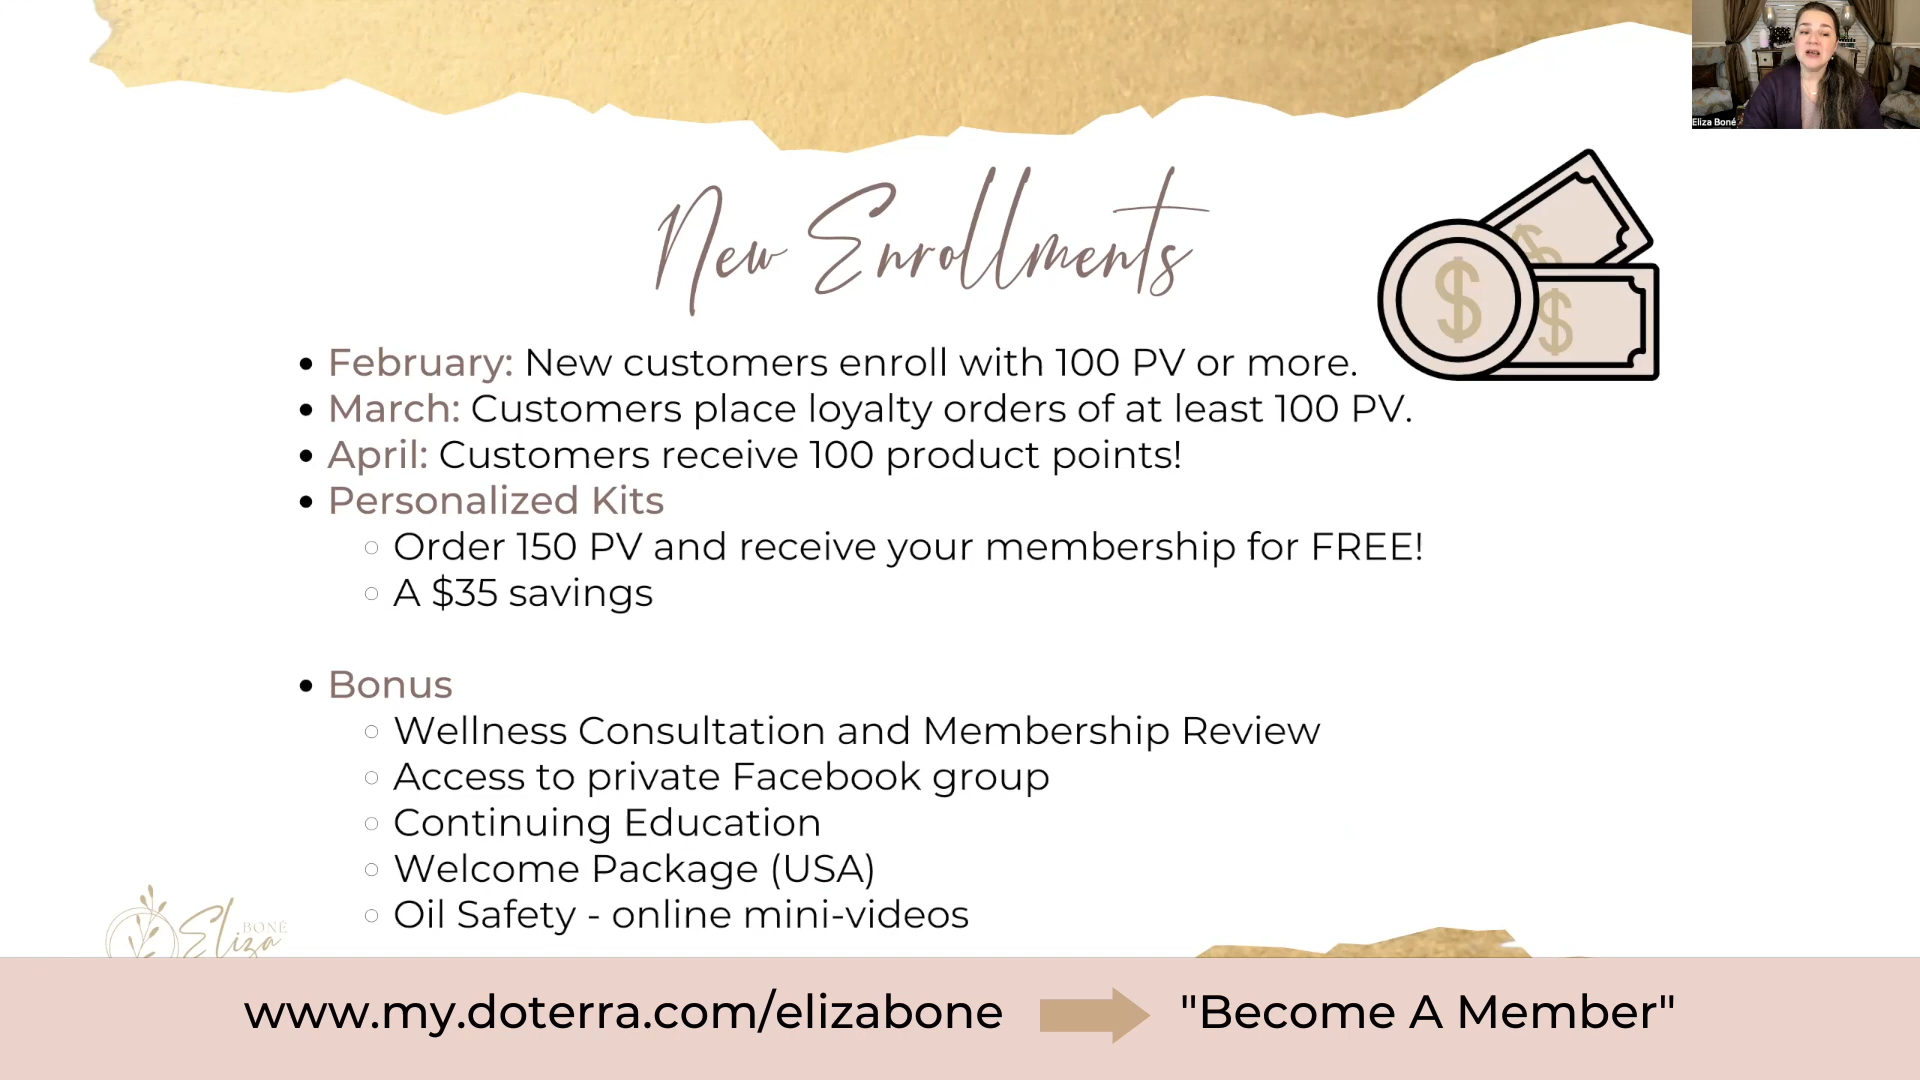 Eliza Boné
New Enrollments
$
$
$
• February: New customers enroll with 100 PV or more.
• March: Customers place loyalty orders of at least 100 PV.
• April: Customers receive 100 product points!
• Personalized Kits
○ Order 150 PV and receive your membership for FREE!
○ A $35 savings
• Bonus
○ Wellness Consultation and Membership Review
○ Access to private Facebook group
○ Continuing Education
○ Welcome Package (USA)
○ Oil Safety - online mini-videos
Eliza BONÉ
www.my.doterra.com/elizabone
"Become A Member"